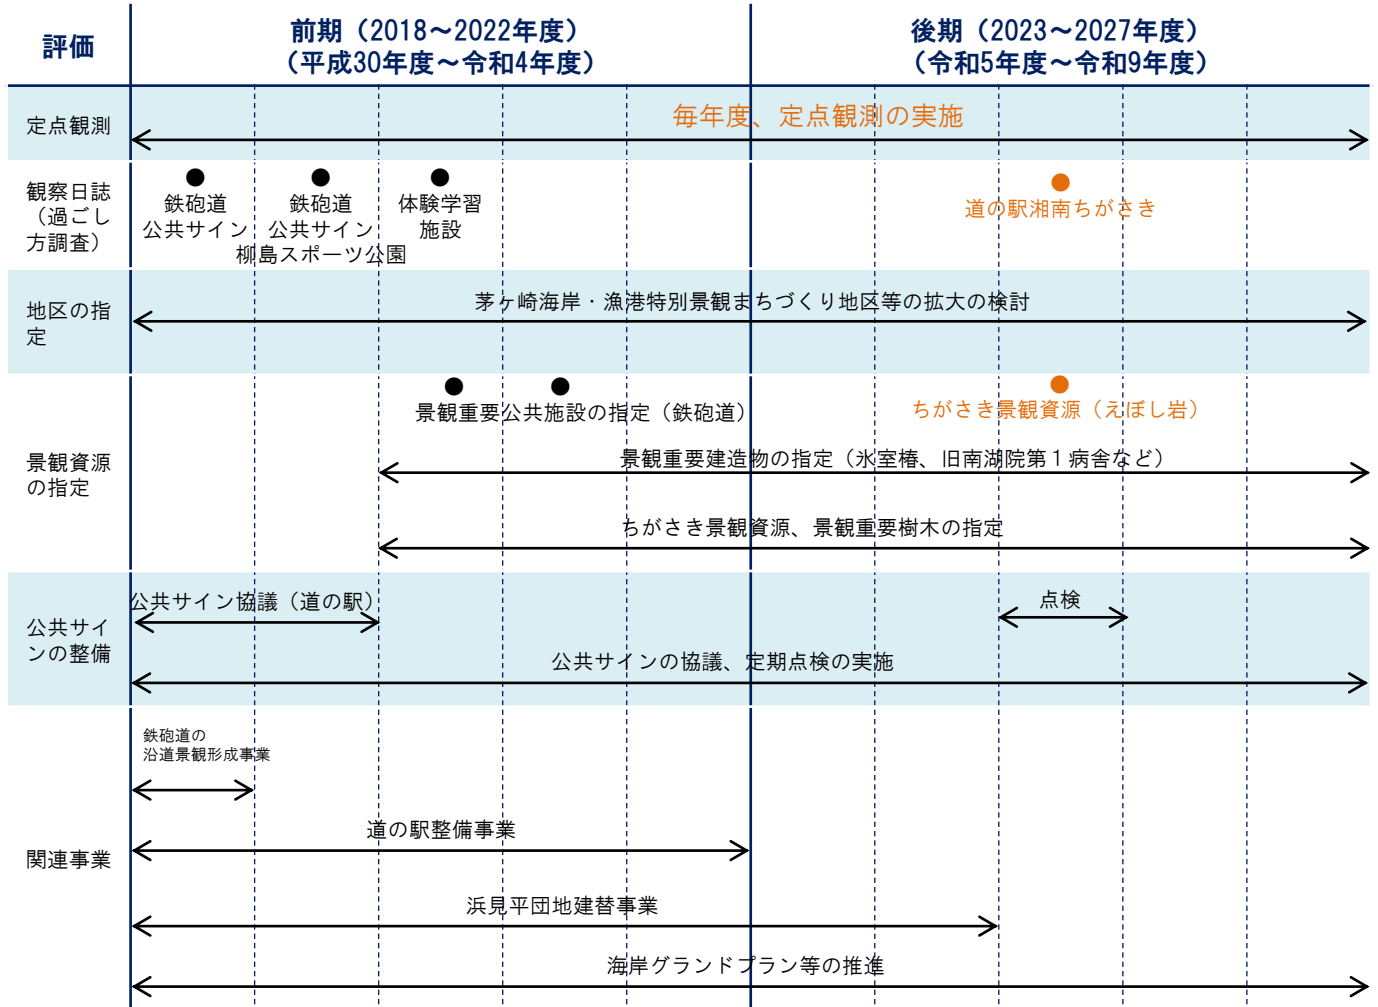 評価
前期（2018～2022年度）
（平成30年度～令和4年度）
後期（2023～2027年度）
（令和5年度～令和9年度）
定点観測
毎年度、定点観測の実施
観察日誌
（過ごし
方調査）
鉄砲道
公共サイン
鉄砲道
公共サイン
柳島スポーツ公園
体験学習
施設
道の駅湘南ちがさき
地区の指
定
茅ヶ崎海岸・漁港特別景観まちづくり地区等の拡大の検討
景観資源
の指定
景観重要公共施設の指定（鉄砲道）
ちがさき景観資源（えぼし岩）
景観重要建造物の指定（氷室椿、旧南湖院第１病舎など）
ちがさき景観資源、景観重要樹木の指定
公共サイ
ンの整備
公共サイン協議（道の駅）
点検
公共サインの協議、定期点検の実施
関連事業
鉄砲道の
沿道景観形成事業
道の駅整備事業
浜見平団地建替事業
海岸グランドプラン等の推進